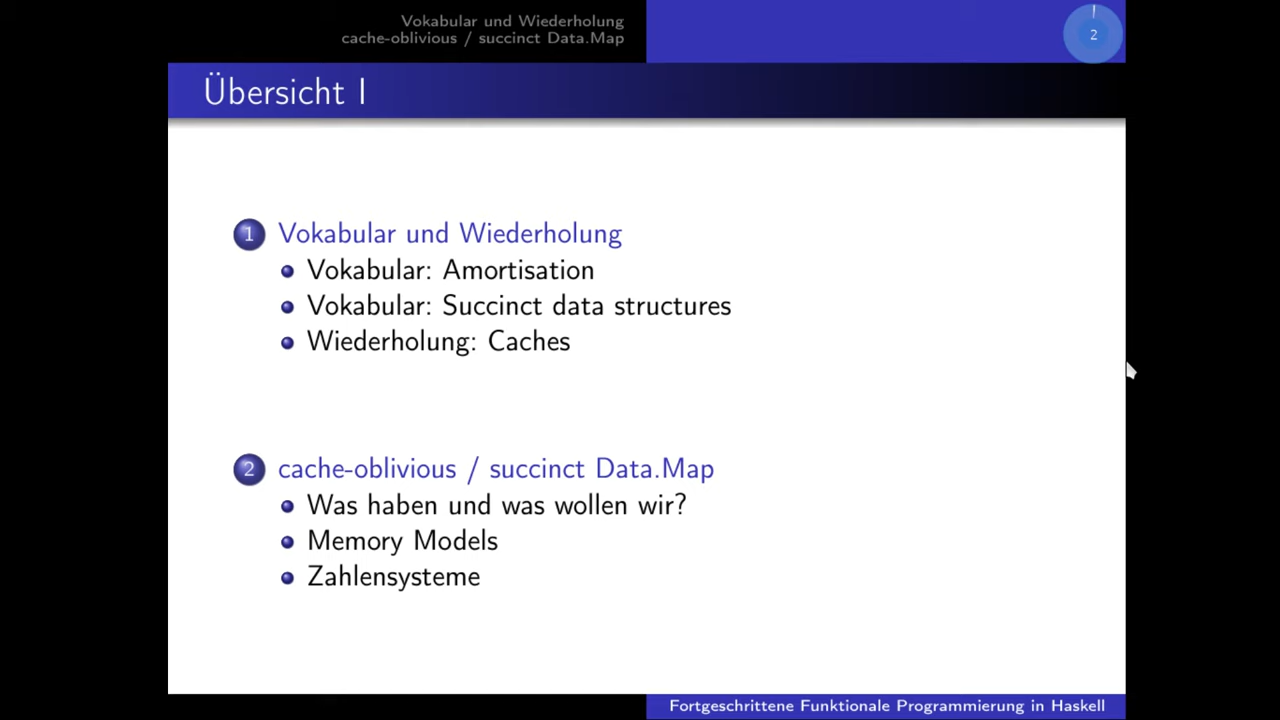 Vokabular und Wiederholung
cache-oblivious / succinct Data.Map
2
Übersicht I
1 Vokabular und Wiederholung
Vokabular: Amortisation
Vokabular: Succinct data structures
Wiederholung: Caches
2 cache-oblivious / succinct Data.Map
Was haben und was wollen wir?
Memory Models
Zahlensysteme
Fortgeschrittene Funktionale Programmierung in Haskell